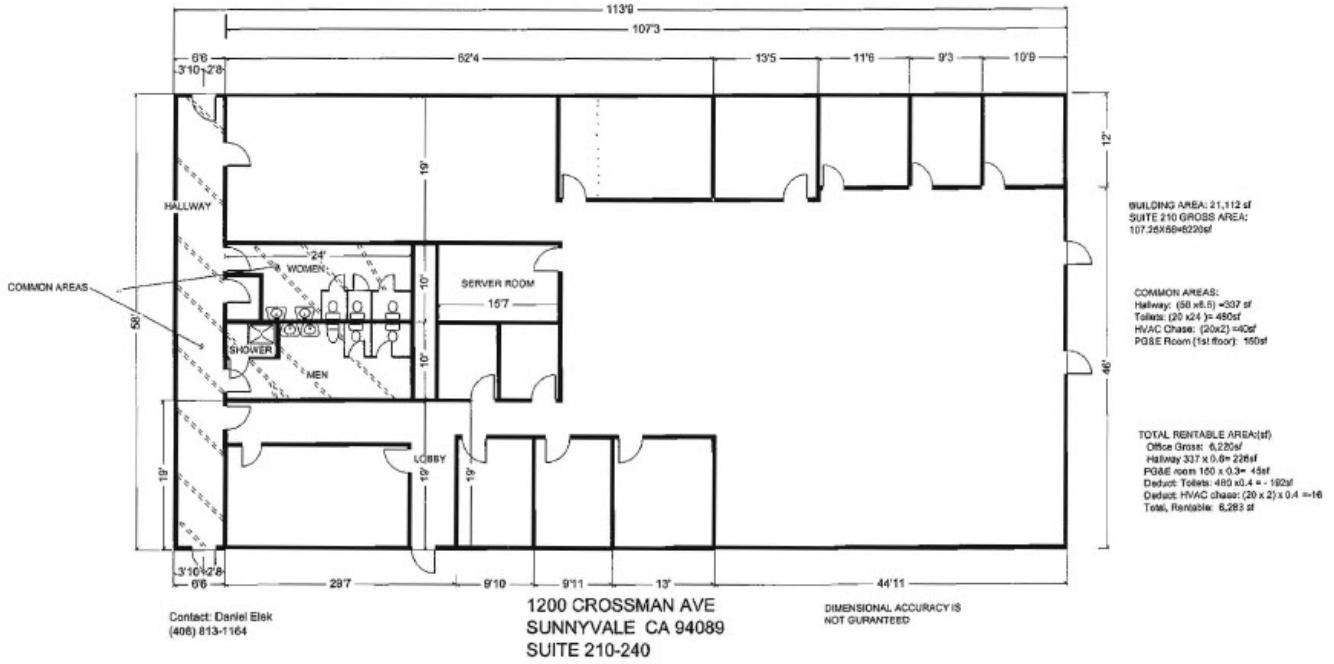 113'9
107'3
6'6
62'4
13'5
11'6
9'3
10'9
3'10
2'8
12'
19'
HALLWAY
BUILDING AREA: 21,112 sf
SUITE 210 GROSS AREA:
107.25X58=6220sf
24'
WOMEN
COMMON AREAS
10'
SERVER ROOM
15'7
58'
COMMON AREAS:
Hallway: (58 x6.5) =337 sf
Toilets: (20 x24 )= 480sf
HVAC Chase: (20x2) =40sf
PG&E Room (1st floor): 150sf
SHOWER
MEN
10'
46'
TOTAL RENTABLE AREA:(sf)
Office Gross: 6,220sf
Hallway 337 x 0.6= 226sf
PG&E room 150 x 0.3= 45sf
Deduct: Toilets: 480 x0.4 = - 192sf
Deduct: HVAC chase: (20 x 2) x 0.4 =-16
Total, Rentable: 6,283 sf
LOBBY
19'
19'
19'
3'10
2'8
6'6
29'7
9'10
9'11
13'
44'11
Contact: Daniel Elek
(408) 813-1164
1200 CROSSMAN AVE
SUNNYVALE CA 94089
SUITE 210-240
DIMENSIONAL ACCURACY IS
NOT GURANTEED